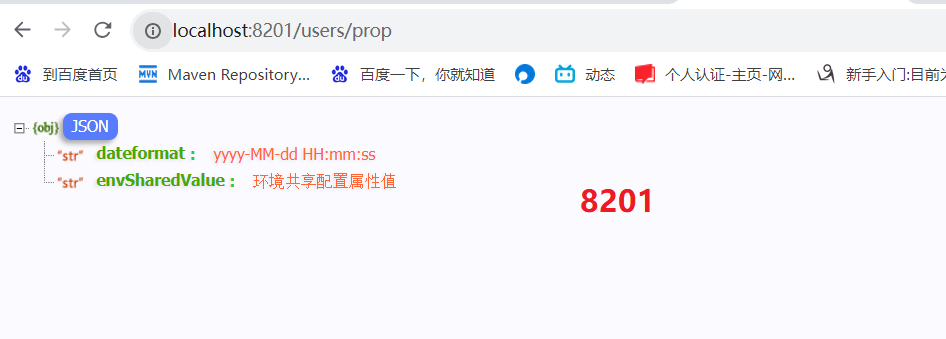 localhost:8201/users/prop
到百度首页 Maven Repository... 百度一下，你就知道 动态 个人认证-主页-网... 新手入门:目前为
{obj} JSON
"str" dateformat : yyyy-MM-dd HH:mm:ss
"str" envSharedValue : 环境共享配置属性值
8201